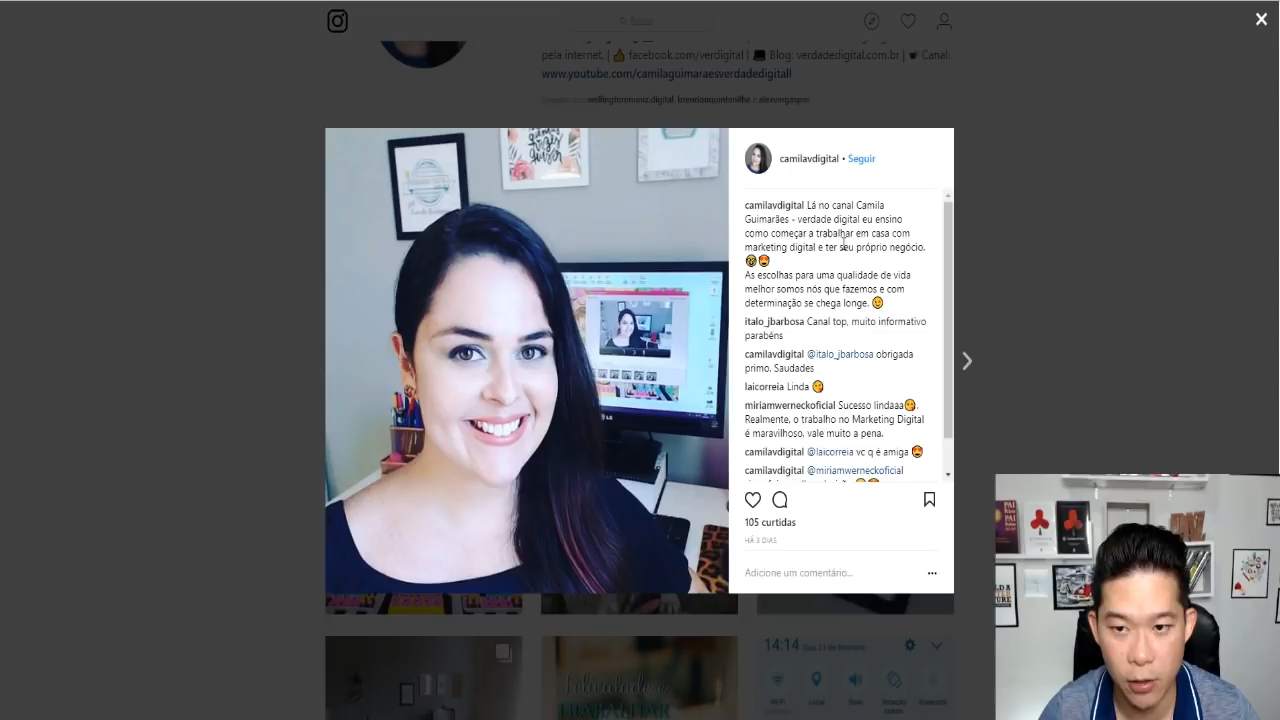 pela internet. | 👍 facebook.com/verdigital | 💻 Blog: verdadedigital.com.br | Canal:
www.youtube.com/camilaguimaraesverdadedigitall
camilavdigital • Seguir
camilavdigital Lá no canal Camila
Guimarães - verdade digital eu ensino
como começar a trabalhar em casa com
marketing digital e ter seu próprio negócio.
😂😍
As escolhas para uma qualidade de vida
melhor somos nós que fazemos e com
determinação se chega longe. 😉
italo_jbarbosa Canal top, muito informativo
parabéns
camilavdigital @italo_jbarbosa obrigada
primo. Saudades
laicorreia Linda 😋
miriamwerneckoficial Sucesso lindaaa😋.
Realmente, o trabalho no Marketing Digital
é maravilhoso, vale muito a pena.
camilavdigital @laicorreia vc q é amiga 😍
camilavdigital @miriamwerneckoficial
105 curtidas
HÁ 3 DIAS
Adicione um comentário...
14:14
LG
TRABALHAR